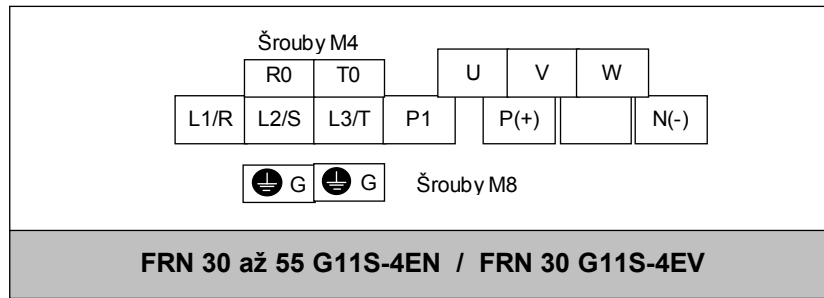 Šrouby M4
R0 T0 U V W
L1/R L2/S L3/T P1 P(+) N(-)
G G Šrouby M8
FRN 30 až 55 G11S-4EN / FRN 30 G11S-4EV